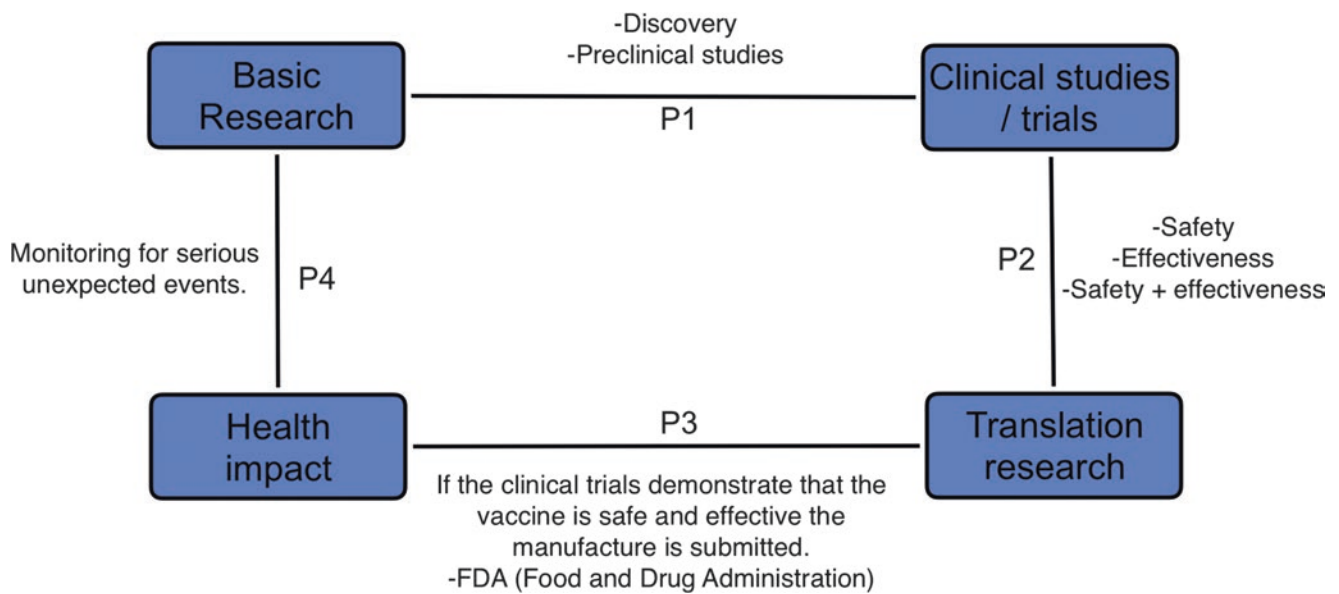 -Discovery
-Preclinical studies
Basic
Research
P1
Clinical studies
/ trials
Monitoring for serious
unexpected events.
P4
P2
-Safety
-Effectiveness
-Safety + effectiveness
Health
impact
P3
Translation
research
If the clinical trials demonstrate that the
vaccine is safe and effective the
manufacture is submitted.
-FDA (Food and Drug Administration)